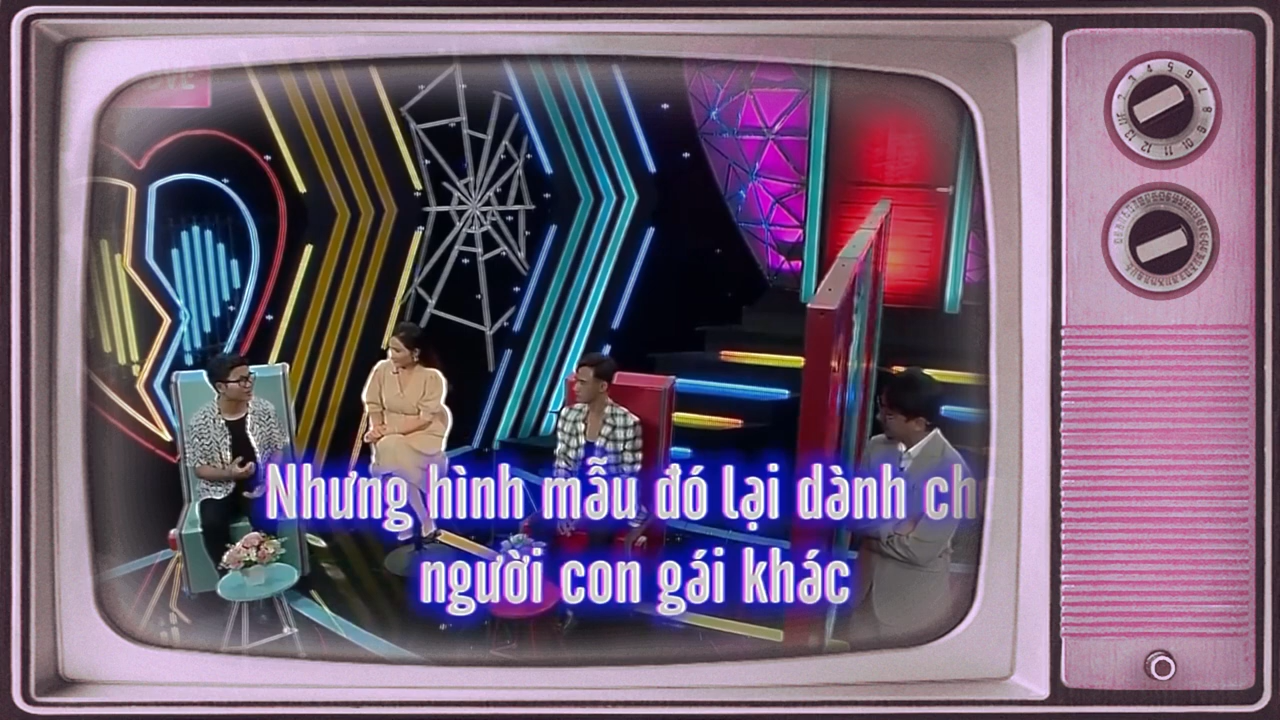 Nhưng hình mẫu đó lại dành ch
người con gái khác